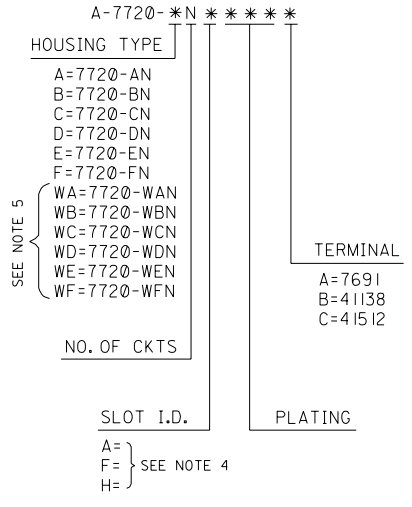 A-7720-*N****
HOUSING TYPE
A=7720-AN
B=7720-BN
C=7720-CN
D=7720-DN
E=7720-EN
F=7720-FN
WA=7720-WAN
WB=7720-WBN
WC=7720-WCN
WD=7720-WDN
WE=7720-WEN
WF=7720-WFN
SEE NOTE 5
TERMINAL
A=7691
B=41138
C=41512
NO. OF CKTS
SLOT I.D.
A=
F= SEE NOTE 4
H=
PLATING